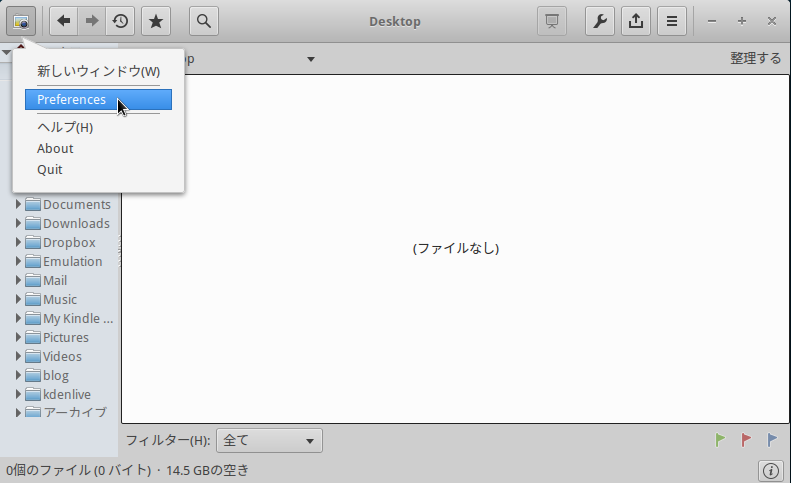 Desktop
新しいウィンドウ(W)
Preferences
ヘルプ(H)
About
Quit
整理する
Documents
Downloads
Dropbox
Emulation
Mail
Music
My Kindle ...
Pictures
Videos
blog
kdenlive
アーカイブ
(ファイルなし)
フィルター(H): 全て
0個のファイル (0 バイト) · 14.5 GBの空き